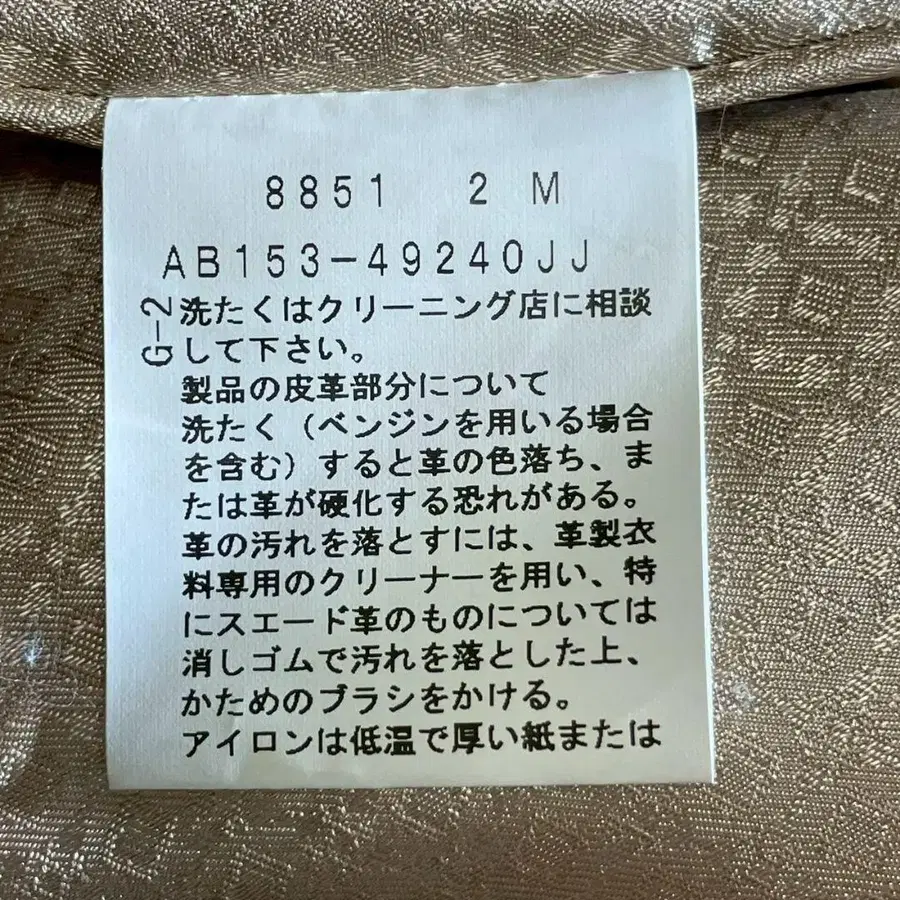 8851 2 M
AB153-49240JJ
G-2
洗たくはクリーニング店に相談
して下さい。
製品の皮革部分について
洗たく（ベンジンを用いる場合
を含む）すると革の色落ち、ま
たは革が硬化する恐れがある。
革の汚れを落とすには、革製衣
料専用のクリーナーを用い、特
にスエード革のものについては
消しゴムで汚れを落とした上、
かためのブラシをかける。
アイロンは低温で厚い紙または